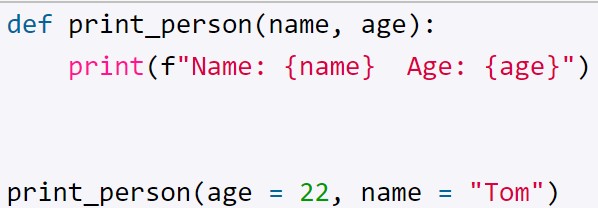 def print_person(name, age):
    print(f"Name: {name}  Age: {age}")
print_person(age = 22, name = "Tom")